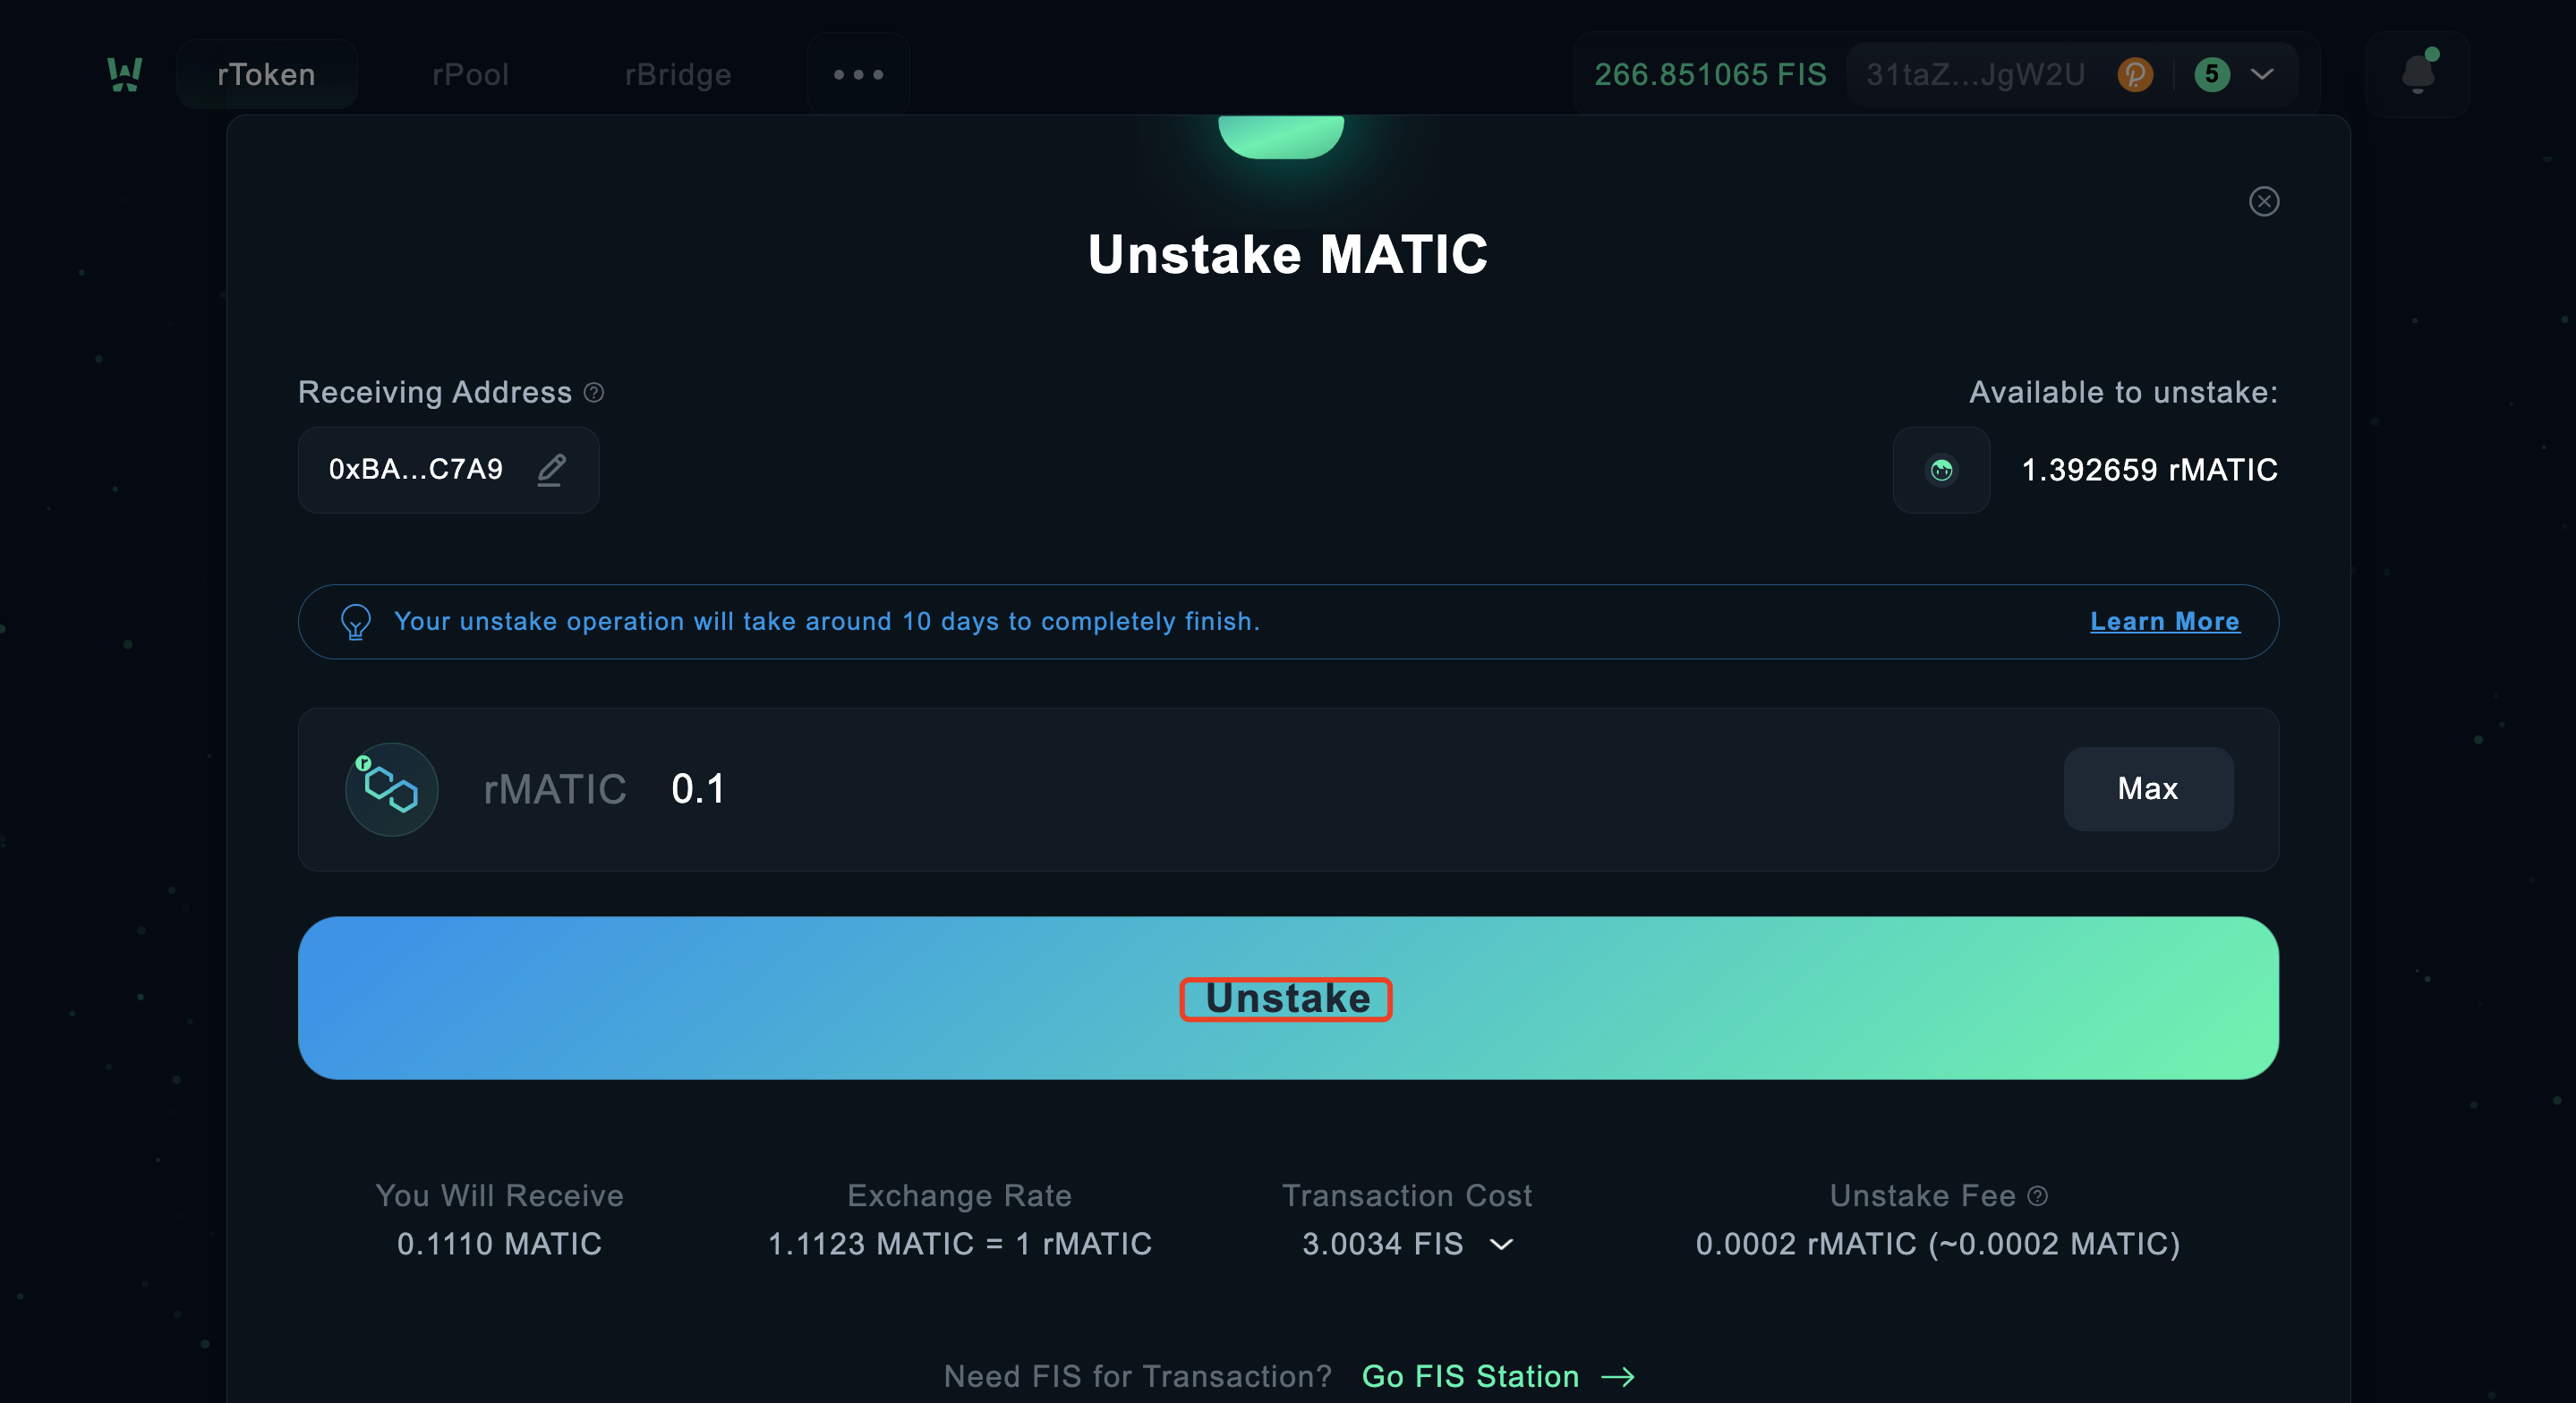 rToken rPool rBridge 266.851065 FIS 31taZ...JgW2U 5
Unstake MATIC
Receiving Address Available to unstake:
0xBA...C7A9 1.392659 rMATIC
Your unstake operation will take around 10 days to completely finish. Learn More
rMATIC 0.1 Max
Unstake
You Will Receive Exchange Rate Transaction Cost Unstake Fee
0.1110 MATIC 1.1123 MATIC = 1 rMATIC 3.0034 FIS 0.0002 rMATIC (~0.0002 MATIC)
Need FIS for Transaction? Go FIS Station